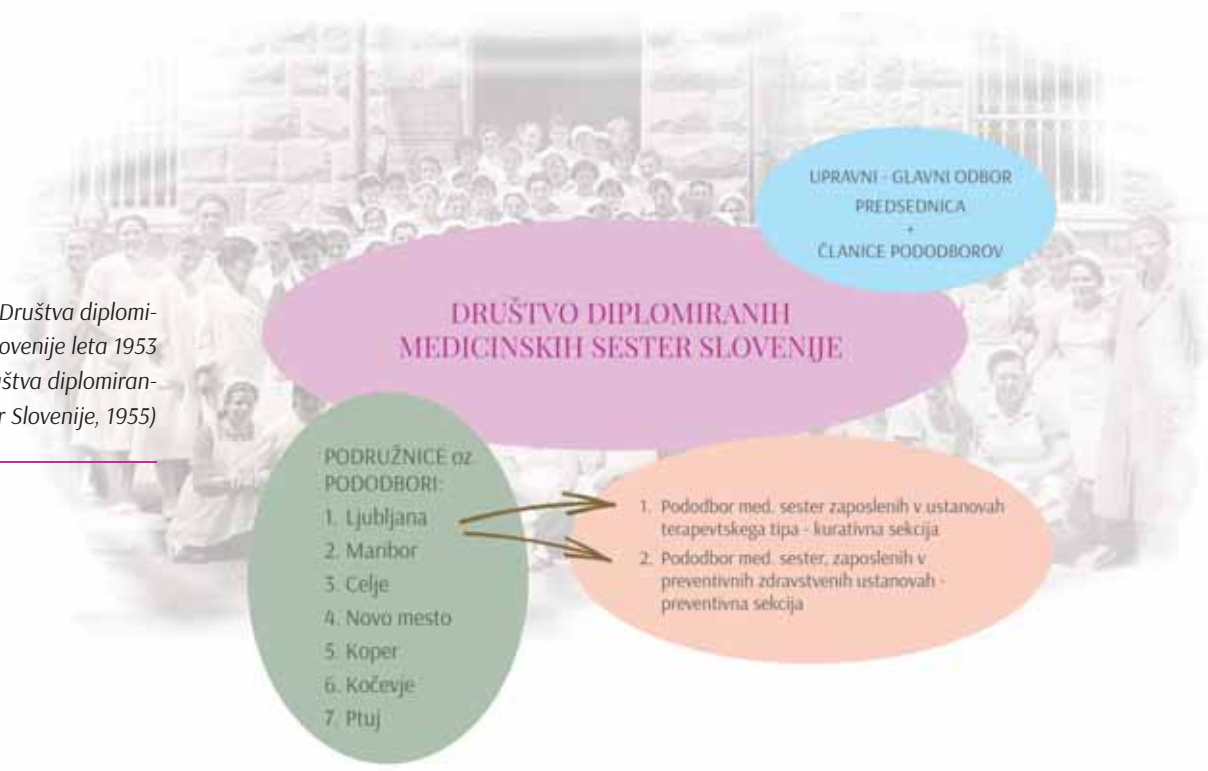 Društva diplomi-
ovenije leta 1953
uštva diplomiran-
r Slovenije, 1955)
UPRAVNI - GLAVNI ODBOR
PREDSEDNICA
+
ČLANICE PODODBOROV
DRUŠTVO DIPLOMIRANIH
MEDICINSKIH SESTER SLOVENIJE
PODRUŽNICE oz.
PODODBORI:
1. Ljubljana
2. Maribor
3. Celje
4. Novo mesto
5. Koper
6. Kočevje
7. Ptuj
1. Pododbor med. sester zaposlenih v ustanovah
terapevtskega tipa - kurativna sekcija
2. Pododbor med. sester, zaposlenih v
preventivnih zdravstvenih ustanovah -
preventivna sekcija